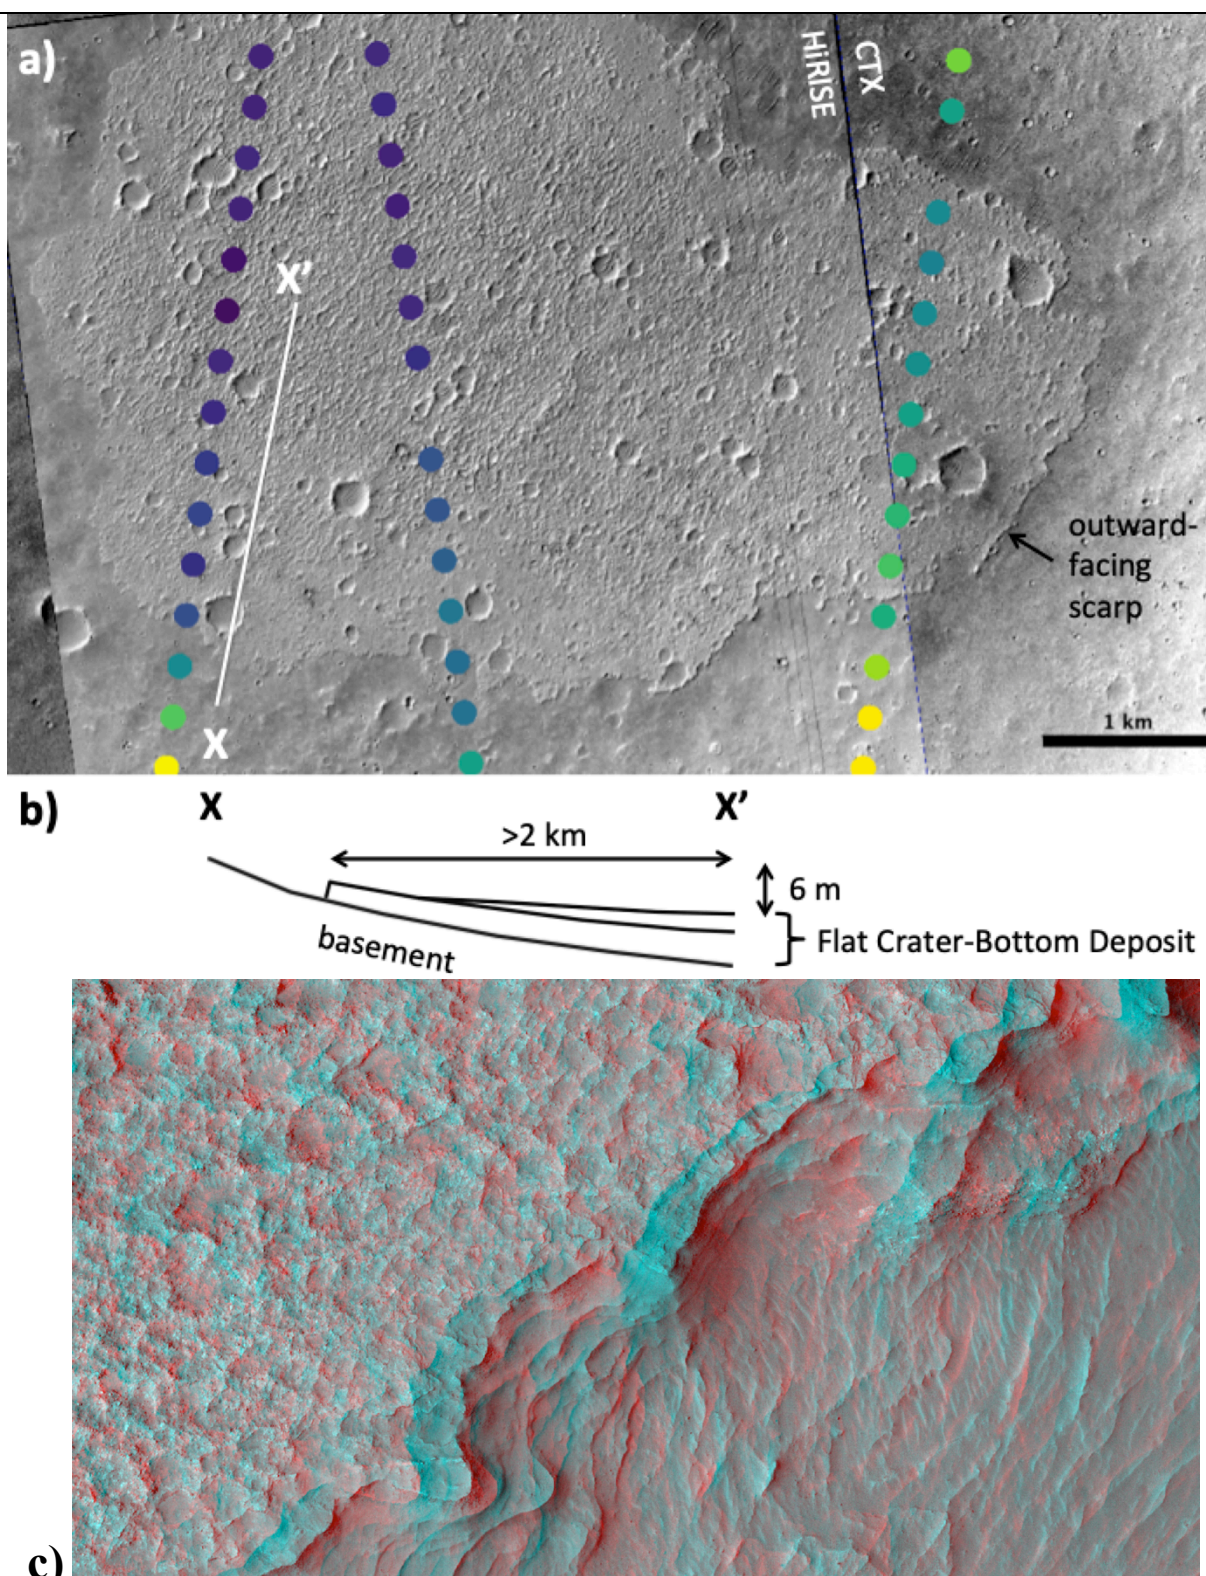 a)
HiRISE
CTX
X'
outward-
facing
scarp
X
1 km
b)
X
X'
>2 km
6 m
basement
Flat Crater-Bottom Deposit
c)